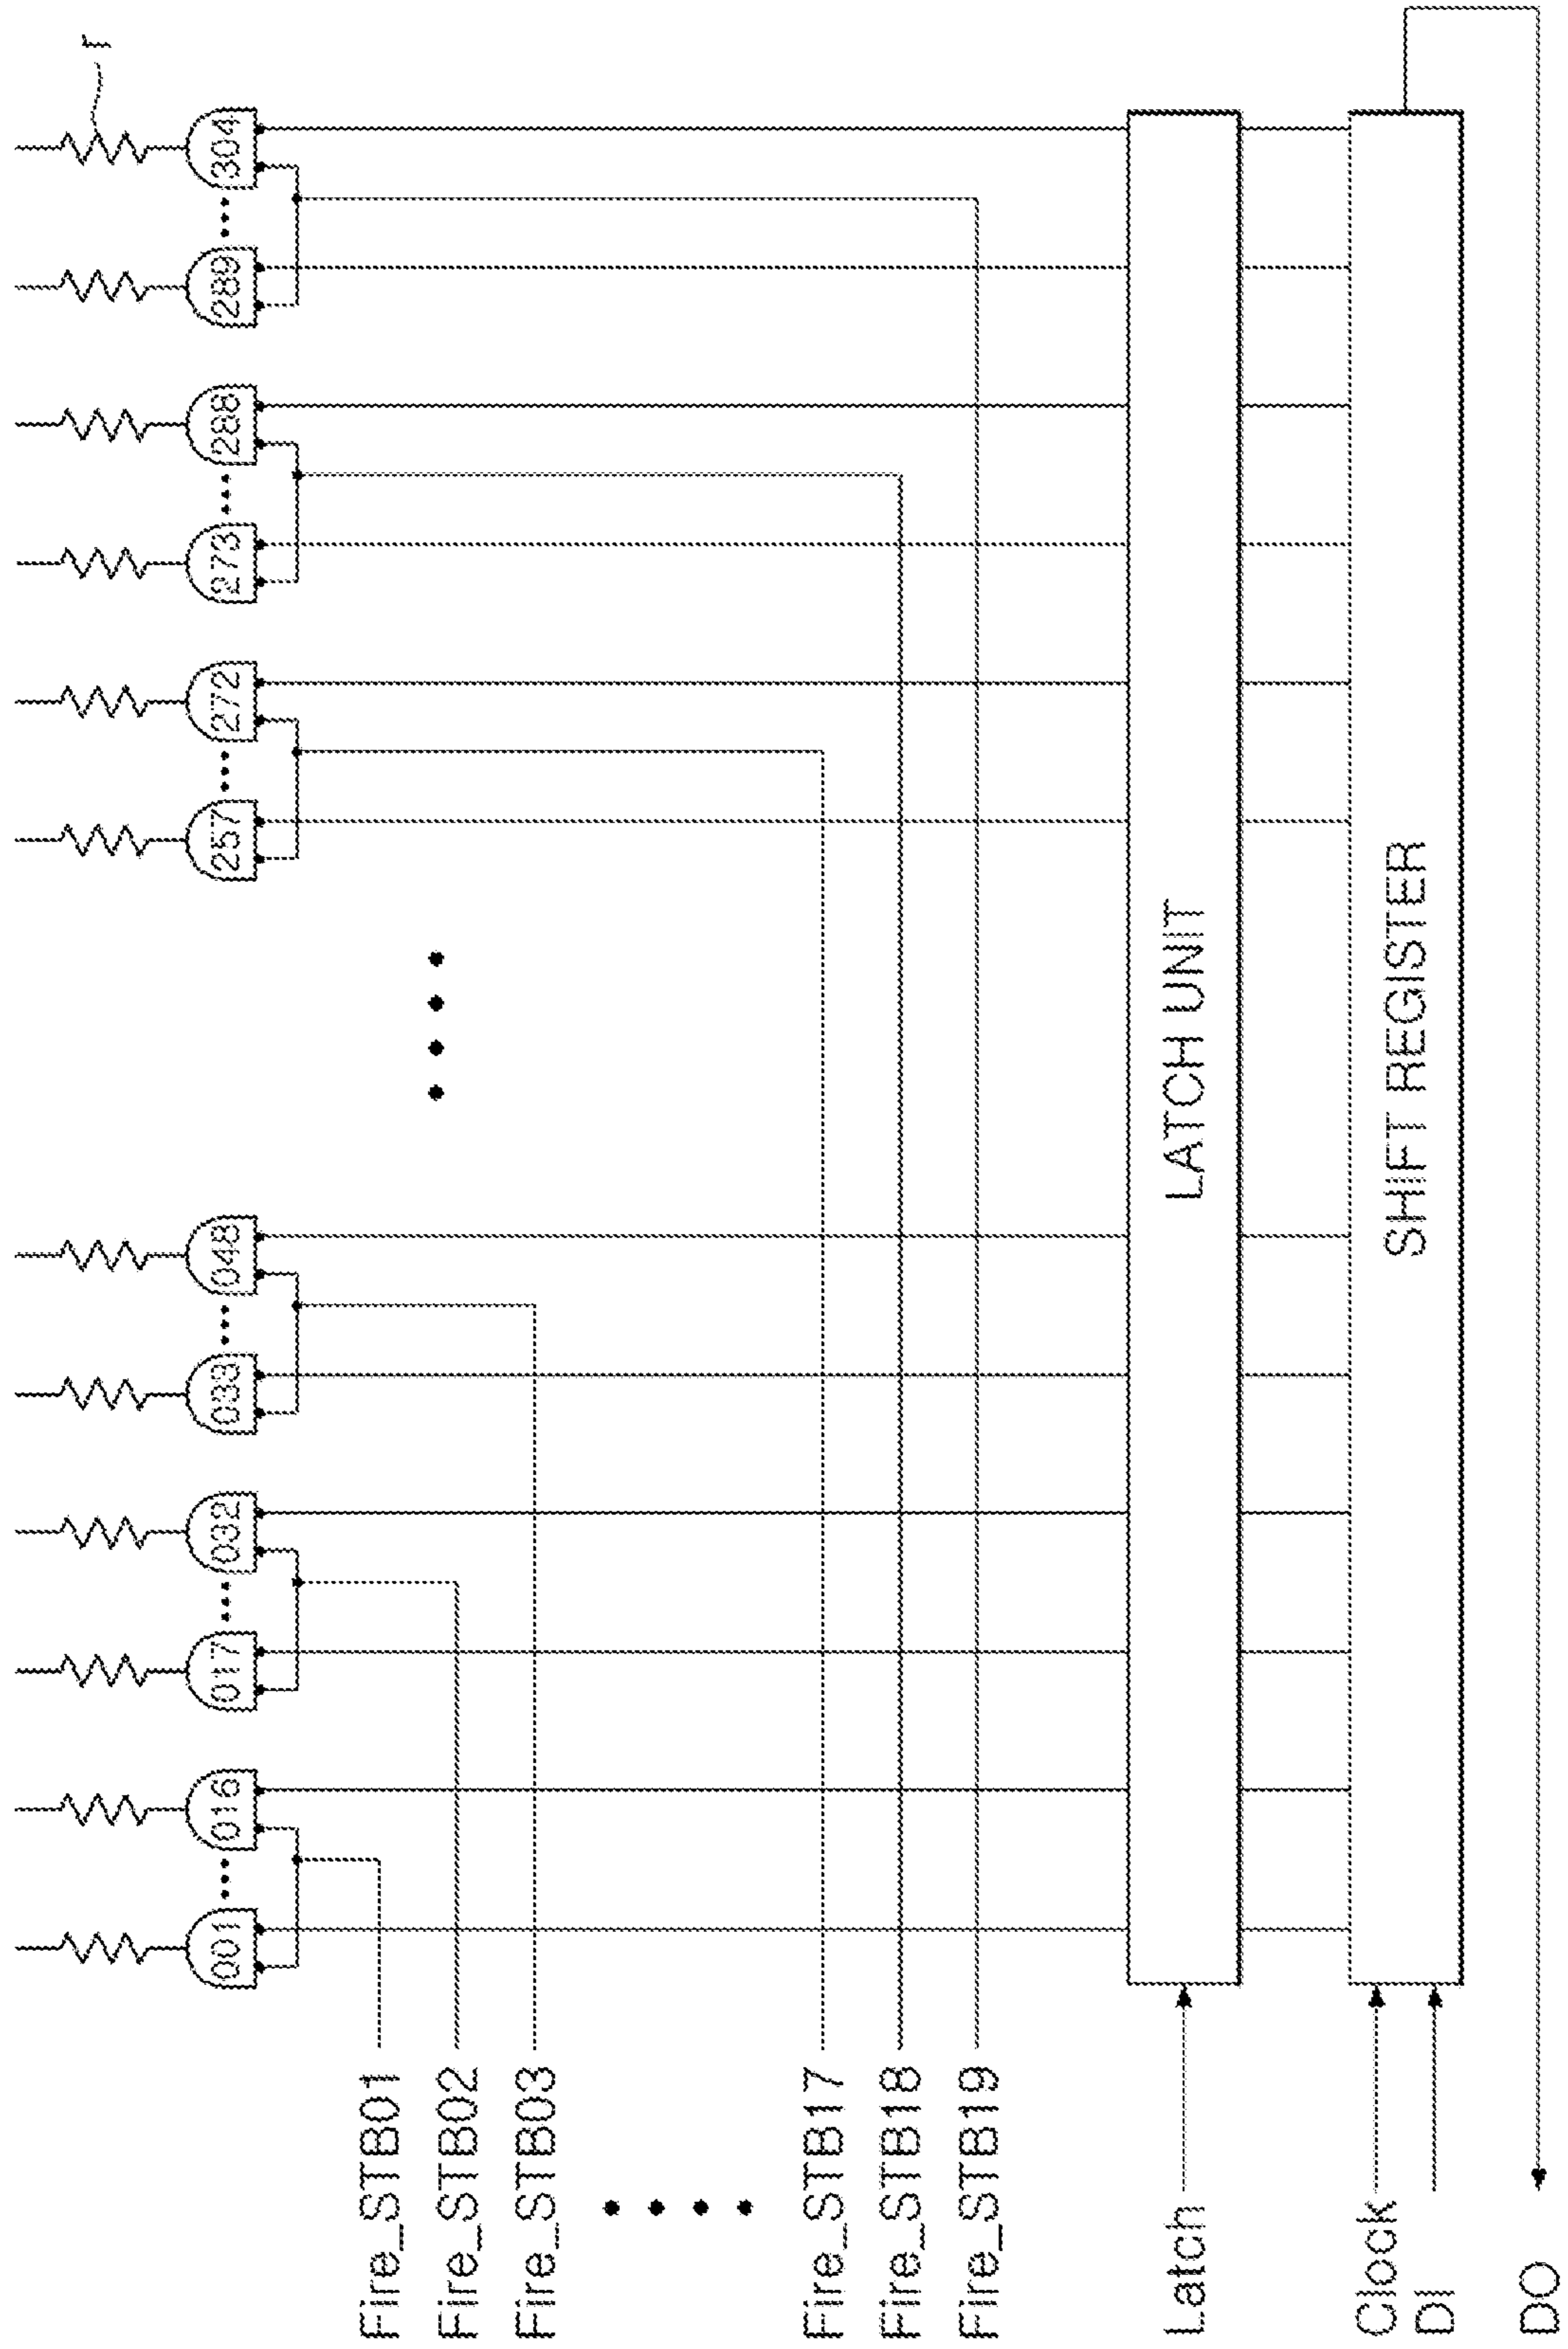 r
001
016
017
032
033
048
257
272
273
288
289
304
Fire_STB01
Fire_STB02
Fire_STB03
Fire_STB17
Fire_STB18
Fire_STB19
Latch
LATCH UNIT
Clock
DI
SHIFT REGISTER
DO